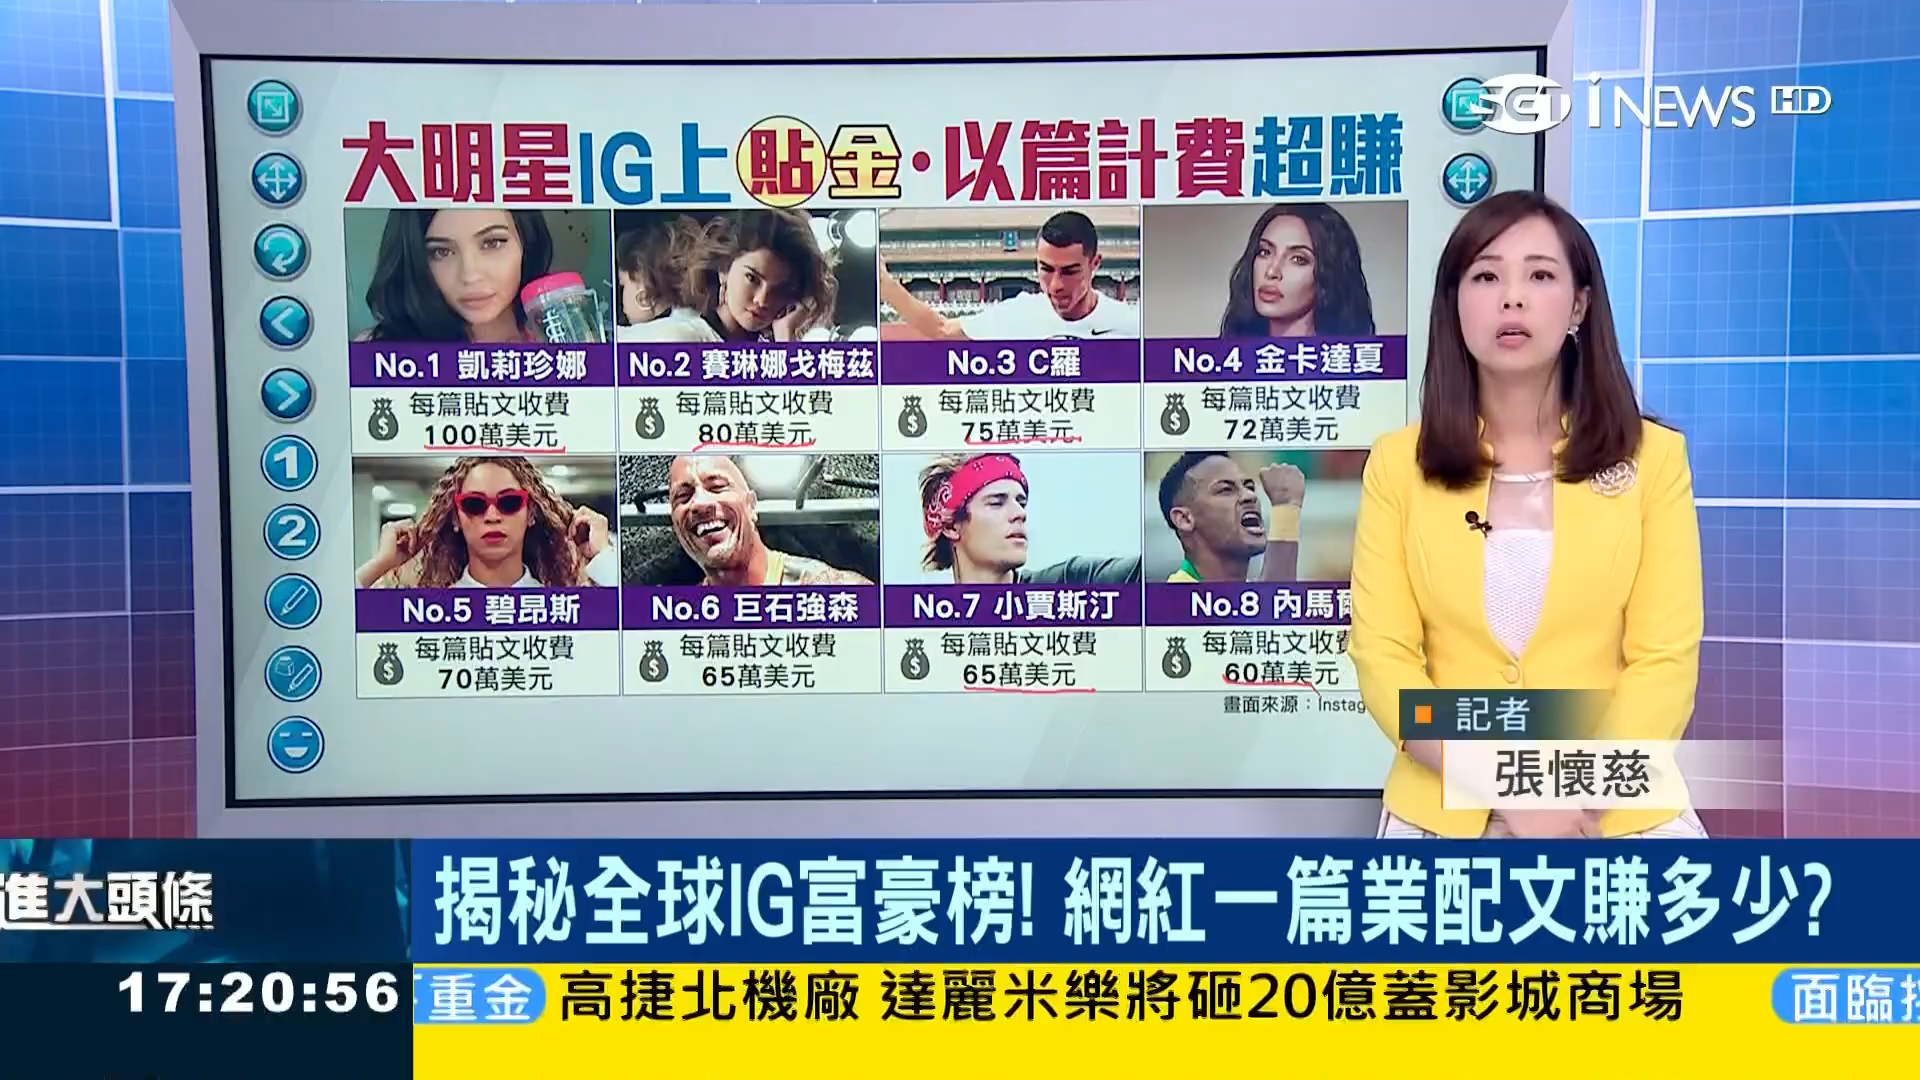 SET iNEWS HD
大明星IG上貼金·以篇計費超賺
No.1 凱莉珍娜
每篇貼文收費
100萬美元
No.2 賽琳娜戈梅茲
每篇貼文收費
80萬美元
No.3 C羅
每篇貼文收費
75萬美元
No.4 金卡達夏
每篇貼文收費
72萬美元
No.5 碧昂斯
每篇貼文收費
70萬美元
No.6 巨石強森
每篇貼文收費
65萬美元
No.7 小賈斯汀
每篇貼文收費
65萬美元
No.8 內馬爾
每篇貼文收費
60萬美元
畫面來源：Instag
1
2
記者
張懷慈
進大頭條
揭秘全球IG富豪榜! 網紅一篇業配文賺多少?
17:20:56
重金
高捷北機廠 達麗米樂將砸20億蓋影城商場
面臨